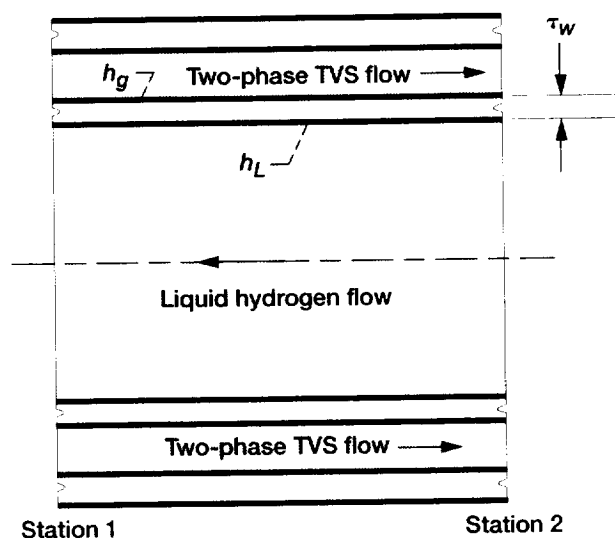 τw
hg
Two-phase TVS flow
hL
Liquid hydrogen flow
Two-phase TVS flow
Station 1
Station 2